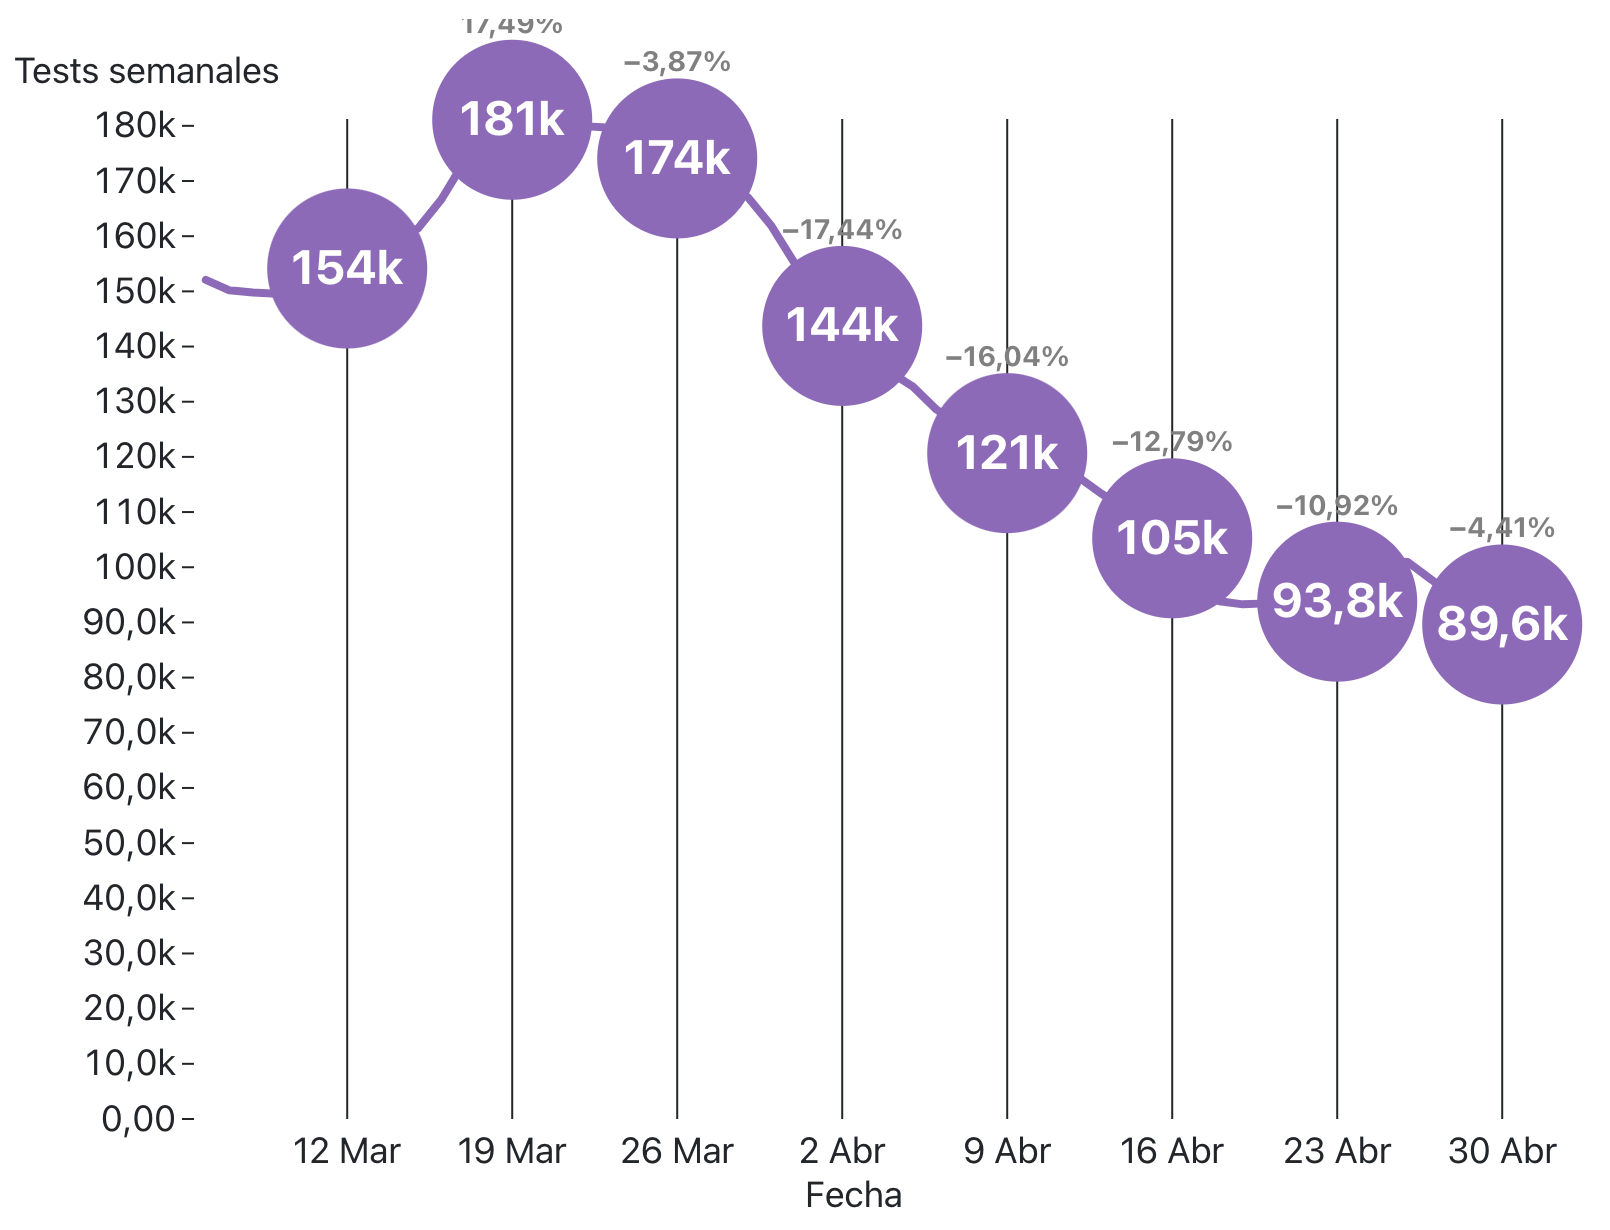 17,49%
Tests semanales
−3,87%
180k
181k
174k
170k
160k
−17,44%
154k
150k
144k
140k
−16,04%
130k
−12,79%
120k
121k
110k
−10,92%
−4,41%
105k
100k
93,8k
90,0k
89,6k
80,0k
70,0k
60,0k
50,0k
40,0k
30,0k
20,0k
10,0k
0,00
12 Mar 19 Mar 26 Mar 2 Abr 9 Abr 16 Abr 23 Abr 30 Abr
Fecha